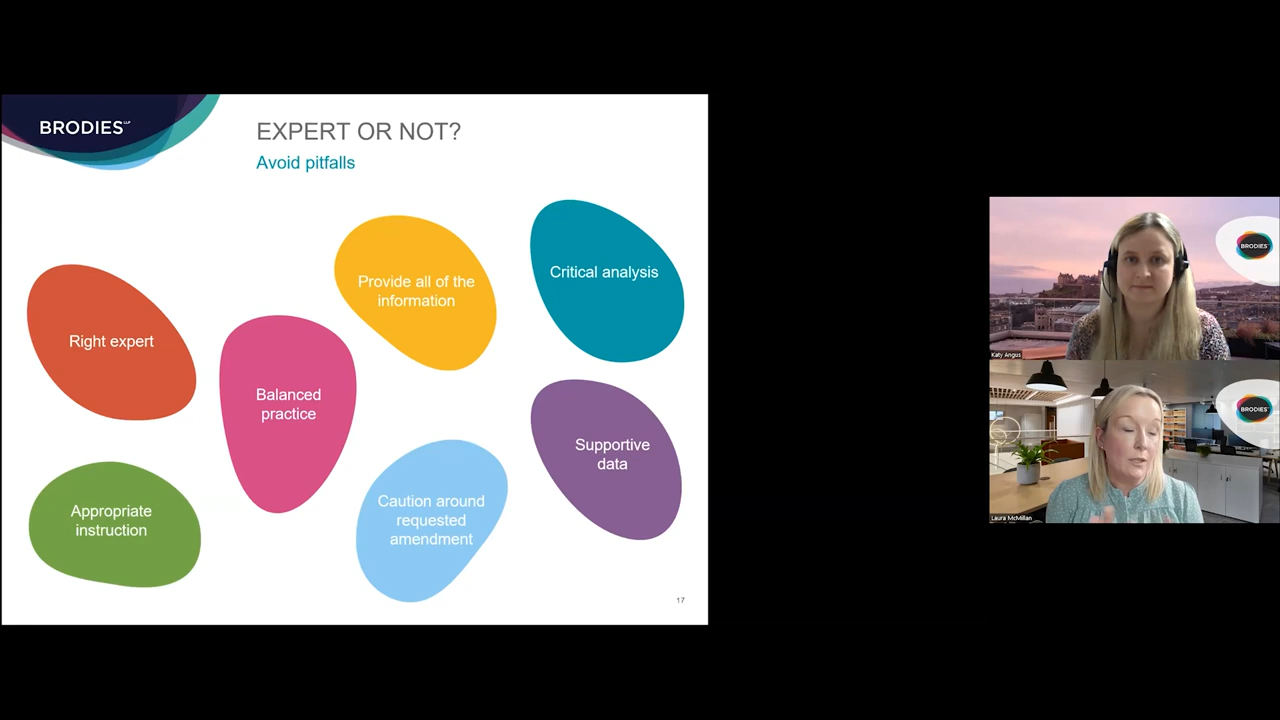 BRODIES LLP
EXPERT OR NOT?
Avoid pitfalls
Right expert
Appropriate
instruction
Balanced
practice
Provide all of the
information
Caution around
requested
amendment
Critical analysis
Supportive
data
17
BRODIES
Katy Angus
BRODIES
Laura McMillan